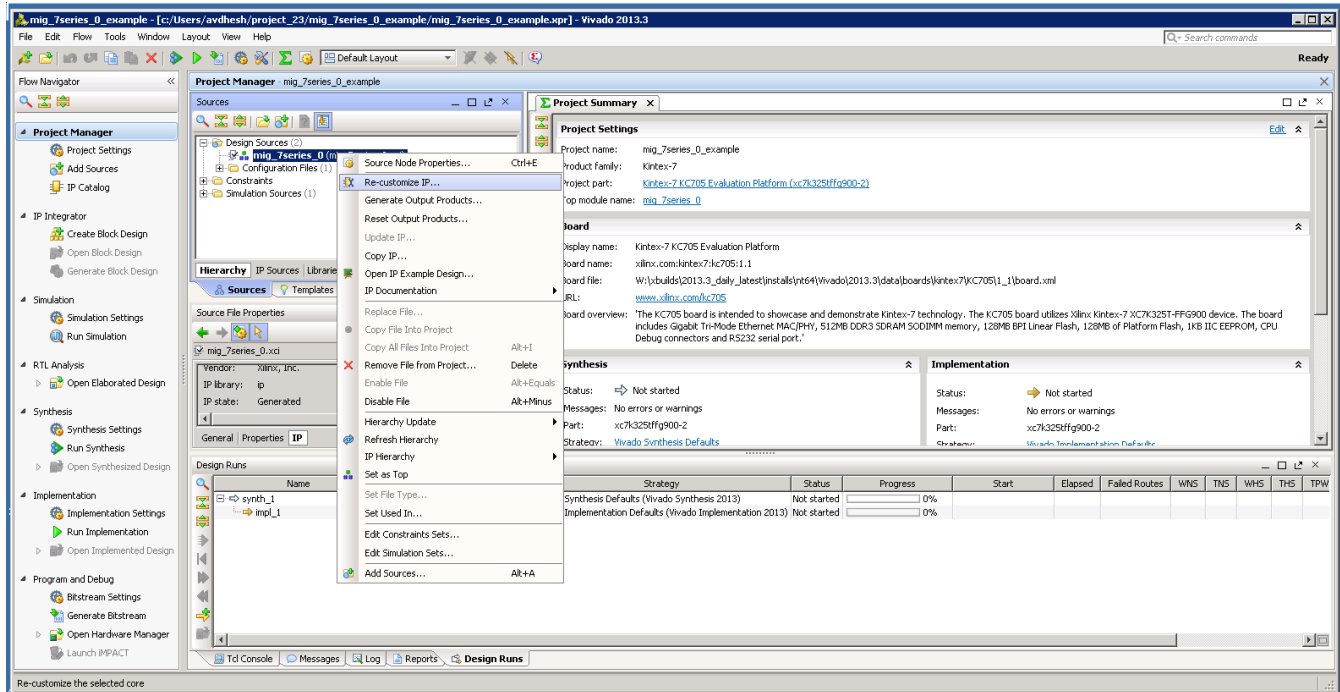 mig_7series_0_example - [c:/Users/avdhesh/project_23/mig_7series_0_example/mig_7series_0_example.xpr] - Vivado 2013.3
File Edit Flow Tools Window Layout View Help
Search commands
Default Layout
Ready
Flow Navigator
Project Manager
Project Settings
Add Sources
IP Catalog
IP Integrator
Create Block Design
Open Block Design
Generate Block Design
Simulation
Simulation Settings
Run Simulation
RTL Analysis
Open Elaborated Design
Synthesis
Synthesis Settings
Run Synthesis
Open Synthesized Design
Implementation
Implementation Settings
Run Implementation
Open Implemented Design
Program and Debug
Bitstream Settings
Generate Bitstream
Open Hardware Manager
Launch iMPACT
Project Manager - mig_7series_0_example
Sources
Design Sources (2)
mig_7series_0
Configuration Files (1)
Constraints
Simulation Sources (1)
Hierarchy IP Sources Librarie
Sources Templates
Source File Properties
mig_7series_0.xci
Vendor: Xilinx, Inc.
IP library: ip
IP state: Generated
General Properties IP
Source Node Properties... Ctrl+E
Re-customize IP...
Generate Output Products...
Reset Output Products...
Update IP...
Copy IP...
Open IP Example Design...
IP Documentation
Replace File...
Copy File Into Project
Copy All Files Into Project Alt+I
Remove File from Project... Delete
Enable File Alt+Equals
Disable File Alt+Minus
Hierarchy Update
Refresh Hierarchy
IP Hierarchy
Set as Top
Set File Type...
Set Used In...
Edit Constraints Sets...
Edit Simulation Sets...
Add Sources... Alt+A
Σ Project Summary
Project Settings Edit
Project name: mig_7series_0_example
Product family: Kintex-7
Project part: Kintex-7 KC705 Evaluation Platform (xc7k325tffg900-2)
Top module name: mig_7series_0
Board
Display name: Kintex-7 KC705 Evaluation Platform
Board name: xilinx.com:kintex7:kc705:1.1
Board file: W:\xbuilds\2013.3_daily_latest\installs\nt64\Vivado\2013.3\data\boards\kintex7\KC705\1_1\board.xml
URL: www.xilinx.com/kc705
Board overview: 'The KC705 board is intended to showcase and demonstrate Kintex-7 technology. The KC705 board utilizes Xilinx Kintex-7 XC7K325T-FFG900 device. The board
includes Gigabit Tri-Mode Ethernet MAC/PHY, 512MB DDR3 SDRAM SODIMM memory, 128MB BPI Linear Flash, 128MB of Platform Flash, 1KB IIC EEPROM, CPU
Debug connectors and RS232 serial port.'
Synthesis
Status: Not started
Messages: No errors or warnings
Part: xc7k325tffg900-2
Strategy: Vivado Synthesis Defaults
Implementation
Status: Not started
Messages: No errors or warnings
Part: xc7k325tffg900-2
Strategy: Vivado Implementation Defaults
Design Runs
Name Strategy Status Progress Start Elapsed Failed Routes WNS TNS WHS THS TPW
synth_1 Synthesis Defaults (Vivado Synthesis 2013) Not started 0%
impl_1 Implementation Defaults (Vivado Implementation 2013) Not started 0%
Tcl Console Messages Log Reports Design Runs
Re-customize the selected core